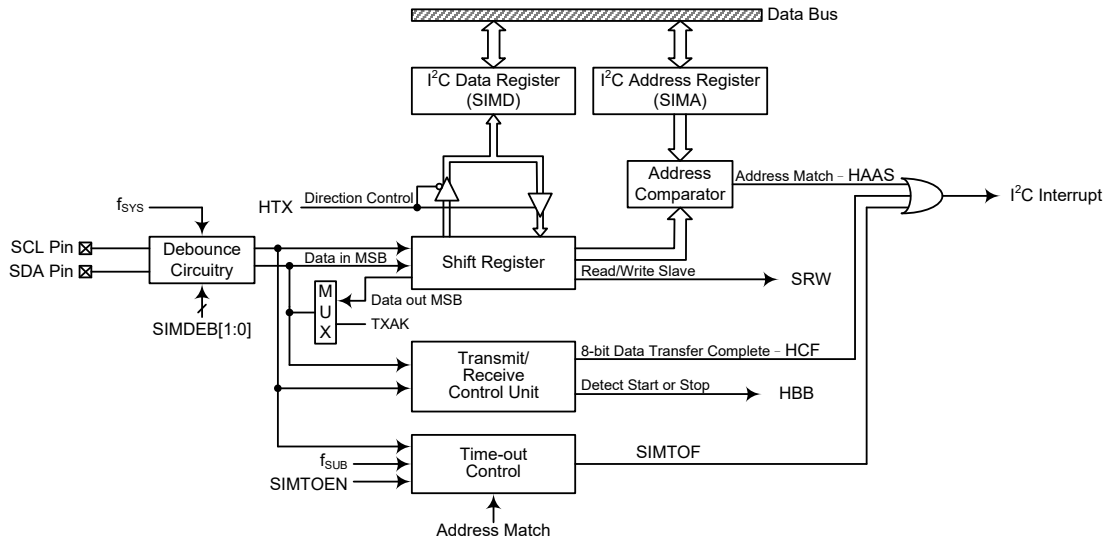 Data Bus
I²C Data Register
(SIMD)
I²C Address Register
(SIMA)
Address
Comparator
Address Match - HAAS
I²C Interrupt
HTX
Direction Control
fSYS
SCL Pin
SDA Pin
Debounce
Circuitry
SIMDEB[1:0]
Data in MSB
Shift Register
Read/Write Slave
SRW
M
U
X
Data out MSB
TXAK
Transmit/
Receive
Control Unit
8-bit Data Transfer Complete - HCF
Detect Start or Stop
HBB
fSUB
SIMTOEN
Time-out
Control
SIMTOF
Address Match